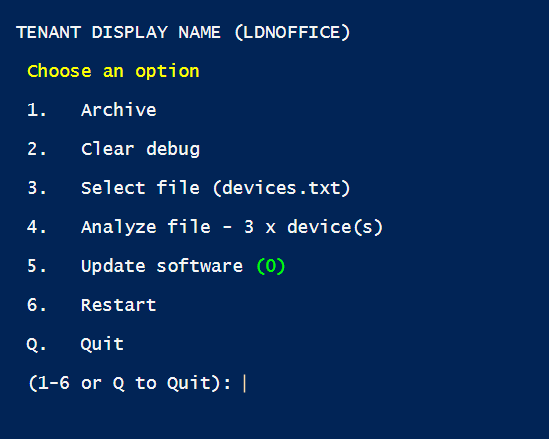 TENANT DISPLAY NAME (LDNOFFICE)
Choose an option
1. Archive
2. Clear debug
3. Select file (devices.txt)
4. Analyze file - 3 x device(s)
5. Update software (0)
6. Restart
Q. Quit
(1-6 or Q to Quit):